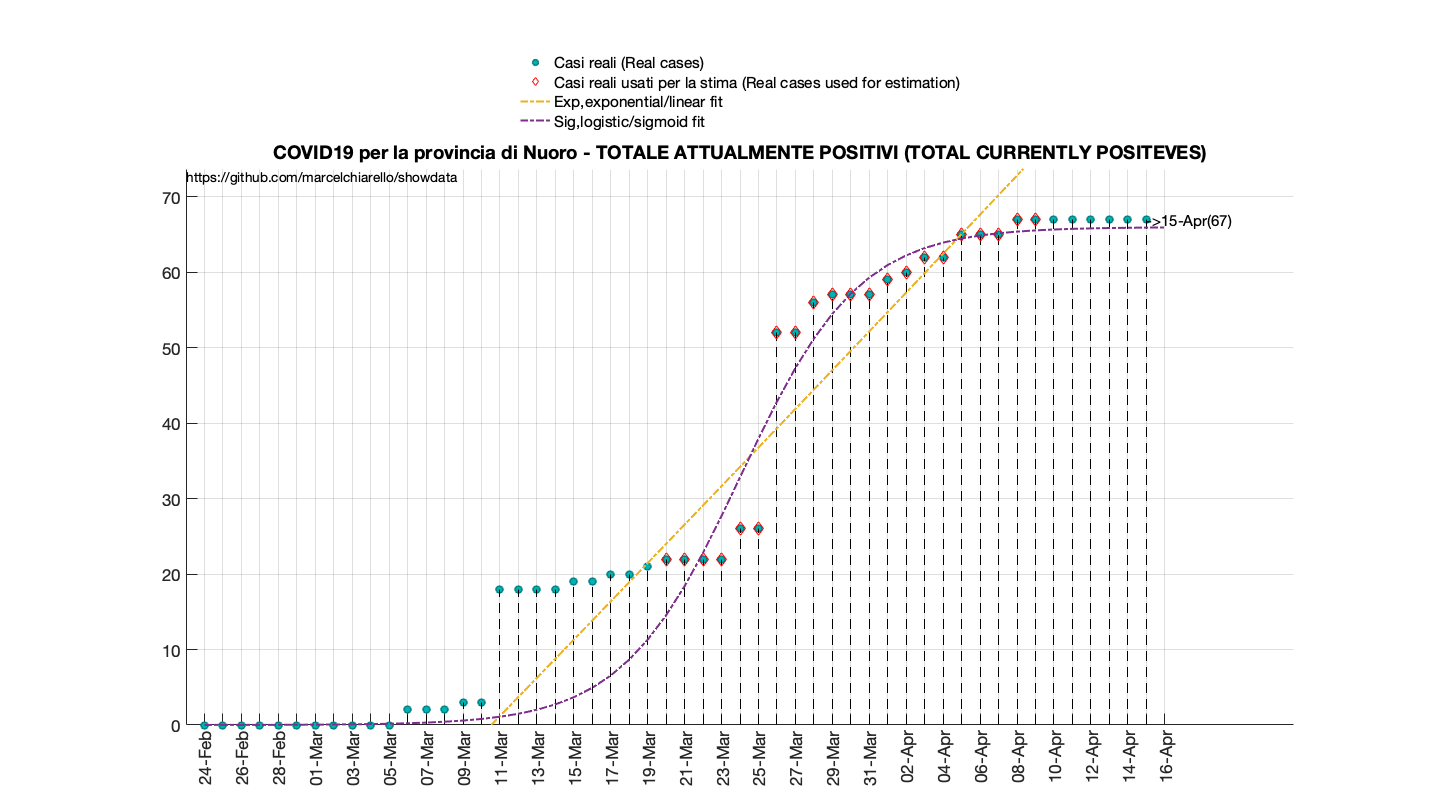 Casi reali (Real cases)
Casi reali usati per la stima (Real cases used for estimation)
Exp,exponential/linear fit
Sig,logistic/sigmoid fit
COVID19 per la provincia di Nuoro - TOTALE ATTUALMENTE POSITIVI (TOTAL CURRENTLY POSITEVES)
https://github.com/marcelchiarello/showdata
70
60
50
40
30
20
10
0
->15-Apr(67)
24-Feb
26-Feb
28-Feb
01-Mar
03-Mar
05-Mar
07-Mar
09-Mar
11-Mar
13-Mar
15-Mar
17-Mar
19-Mar
21-Mar
23-Mar
25-Mar
27-Mar
29-Mar
31-Mar
02-Apr
04-Apr
06-Apr
08-Apr
10-Apr
12-Apr
14-Apr
16-Apr